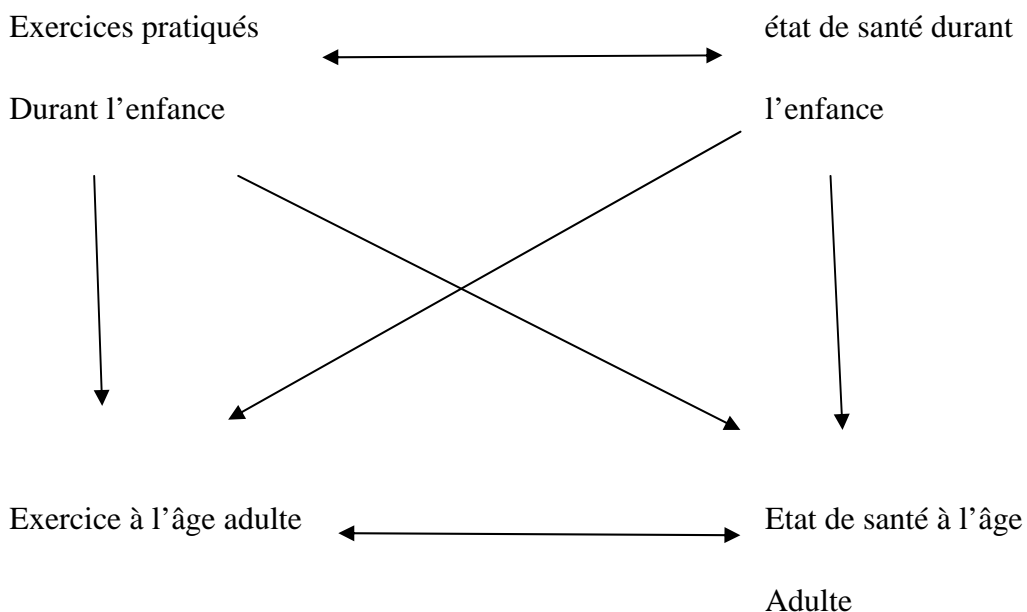 Exercices pratiqués
Durant l’enfance
état de santé durant
l’enfance
Exercice à l’âge adulte
Etat de santé à l’âge
Adulte